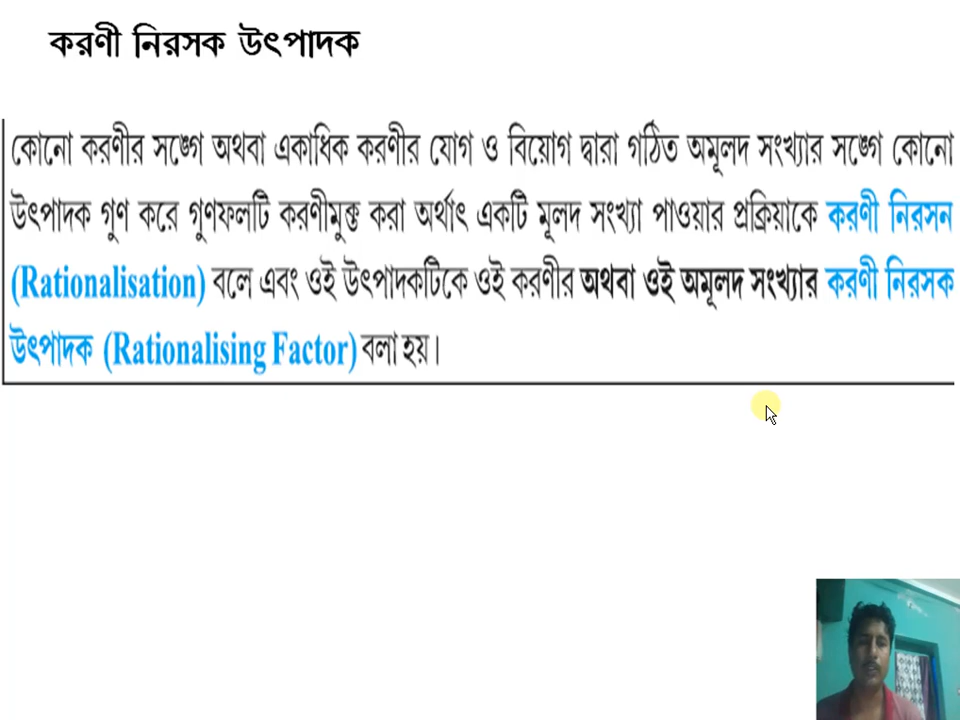 করণী নিরসক উৎপাদক
কোনো করণীর সঙ্গে অথবা একাধিক করণীর যোগ ও বিয়োগ দ্বারা গঠিত অমূলদ সংখ্যার সঙ্গে কোনো
উৎপাদক গুণ করে গুণফলটি করণীমুক্ত করা অর্থাৎ একটি মূলদ সংখ্যা পাওয়ার প্রক্রিয়াকে করণী নিরসন
(Rationalisation) বলে এবং ওই উৎপাদকটিকে ওই করণীর অথবা ওই অমূলদ সংখ্যার করণী নিরসক
উৎপাদক (Rationalising Factor) বলা হয়।